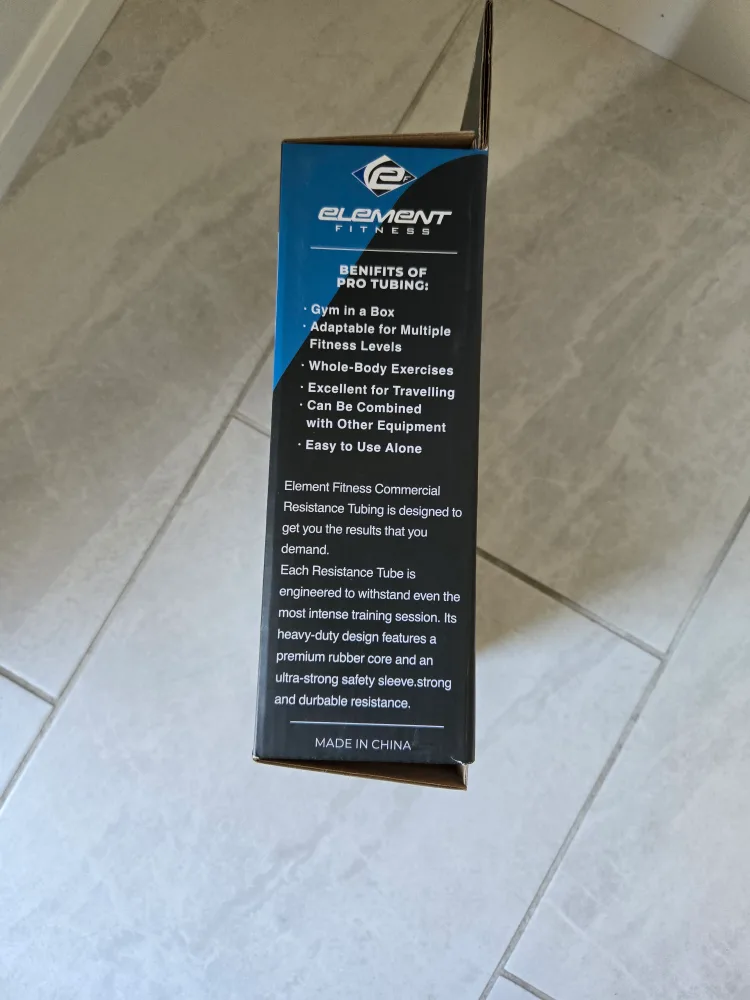 ELEMENT
FITNESS
BENIFITS OF
PRO TUBING:
· Gym in a Box
· Adaptable for Multiple
Fitness Levels
· Whole-Body Exercises
· Excellent for Travelling
· Can Be Combined
with Other Equipment
· Easy to Use Alone
Element Fitness Commercial
Resistance Tubing is designed to
get you the results that you
demand.
Each Resistance Tube is
engineered to withstand even the
most intense training session. Its
heavy-duty design features a
premium rubber core and an
ultra-strong safety sleeve.strong
and durbable resistance.
MADE IN CHINA